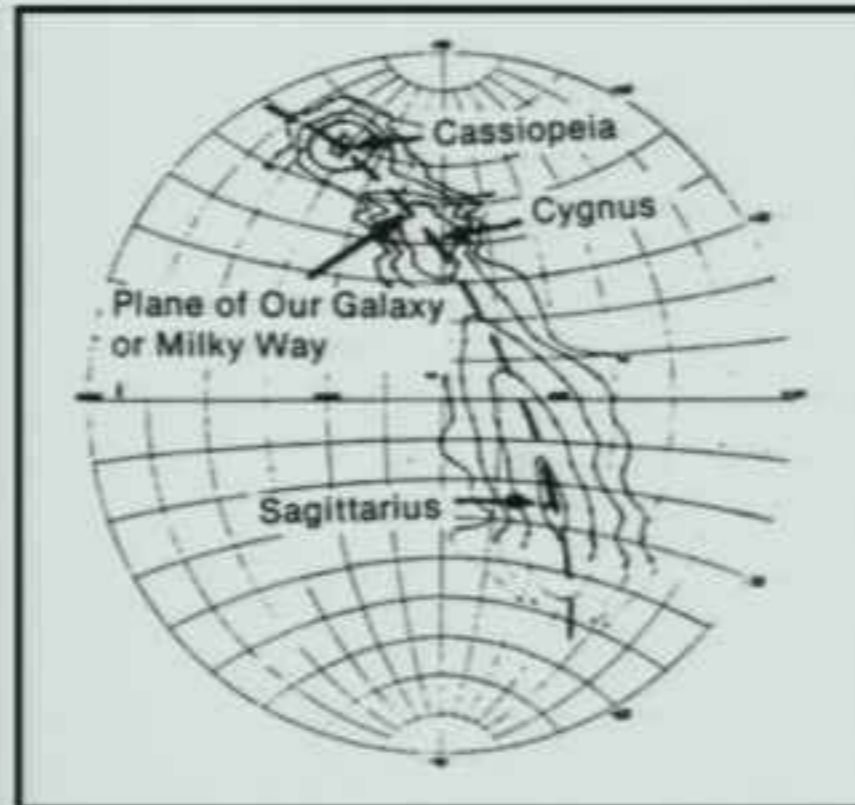 Cassiopeia
Cygnus
Plane of Our Galaxy
or Milky Way
Sagittarius